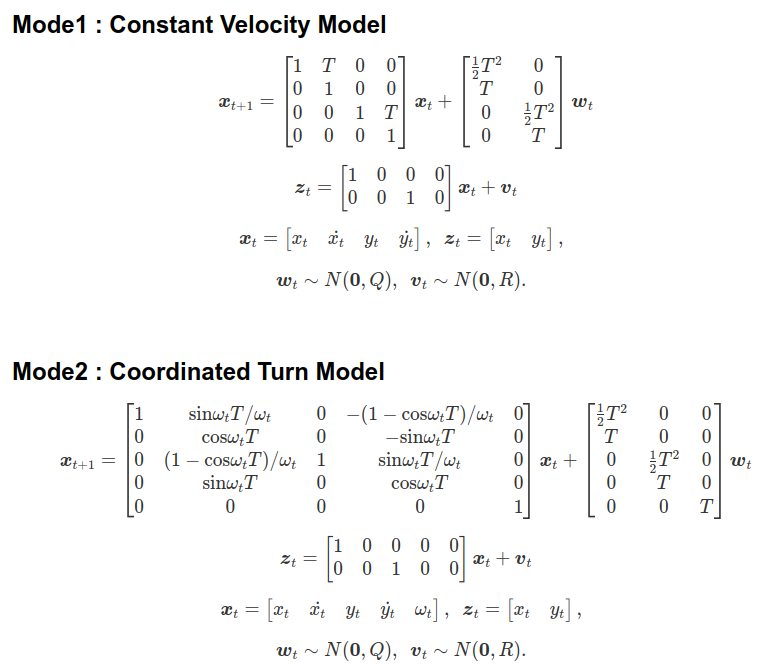 Mode1 : Constant Velocity Model
$\boldsymbol{x}_{t+1} = \begin{bmatrix} 1 & T & 0 & 0 \\ 0 & 1 & 0 & 0 \\ 0 & 0 & 1 & T \\ 0 & 0 & 0 & 1 \end{bmatrix} \boldsymbol{x}_t + \begin{bmatrix} \frac{1}{2}T^2 & 0 \\ T & 0 \\ 0 & \frac{1}{2}T^2 \\ 0 & T \end{bmatrix} \boldsymbol{w}_t$
$\boldsymbol{z}_t = \begin{bmatrix} 1 & 0 & 0 & 0 \\ 0 & 0 & 1 & 0 \end{bmatrix} \boldsymbol{x}_t + \boldsymbol{v}_t$
$\boldsymbol{x}_t = \begin{bmatrix} x_t & \dot{x}_t & y_t & \dot{y}_t \end{bmatrix}, \ \boldsymbol{z}_t = \begin{bmatrix} x_t & y_t \end{bmatrix},$
$\boldsymbol{w}_t \sim N(\boldsymbol{0}, Q), \ \boldsymbol{v}_t \sim N(\boldsymbol{0}, R).$
Mode2 : Coordinated Turn Model
$\boldsymbol{x}_{t+1} = \begin{bmatrix} 1 & \mathrm{sin}\omega_t T/\omega_t & 0 & -(1 - \mathrm{cos}\omega_t T)/\omega_t & 0 \\ 0 & \mathrm{cos}\omega_t T & 0 & -\mathrm{sin}\omega_t T & 0 \\ 0 & (1 - \mathrm{cos}\omega_t T)/\omega_t & 1 & \mathrm{sin}\omega_t T/\omega_t & 0 \\ 0 & \mathrm{sin}\omega_t T & 0 & \mathrm{cos}\omega_t T & 0 \\ 0 & 0 & 0 & 0 & 1 \end{bmatrix} \boldsymbol{x}_t + \begin{bmatrix} \frac{1}{2}T^2 & 0 & 0 \\ T & 0 & 0 \\ 0 & \frac{1}{2}T^2 & 0 \\ 0 & T & 0 \\ 0 & 0 & T \end{bmatrix} \boldsymbol{w}_t$
$\boldsymbol{z}_t = \begin{bmatrix} 1 & 0 & 0 & 0 & 0 \\ 0 & 0 & 1 & 0 & 0 \end{bmatrix} \boldsymbol{x}_t + \boldsymbol{v}_t$
$\boldsymbol{x}_t = \begin{bmatrix} x_t & \dot{x}_t & y_t & \dot{y}_t & \omega_t \end{bmatrix}, \ \boldsymbol{z}_t = \begin{bmatrix} x_t & y_t \end{bmatrix},$
$\boldsymbol{w}_t \sim N(\boldsymbol{0}, Q), \ \boldsymbol{v}_t \sim N(\boldsymbol{0}, R).$